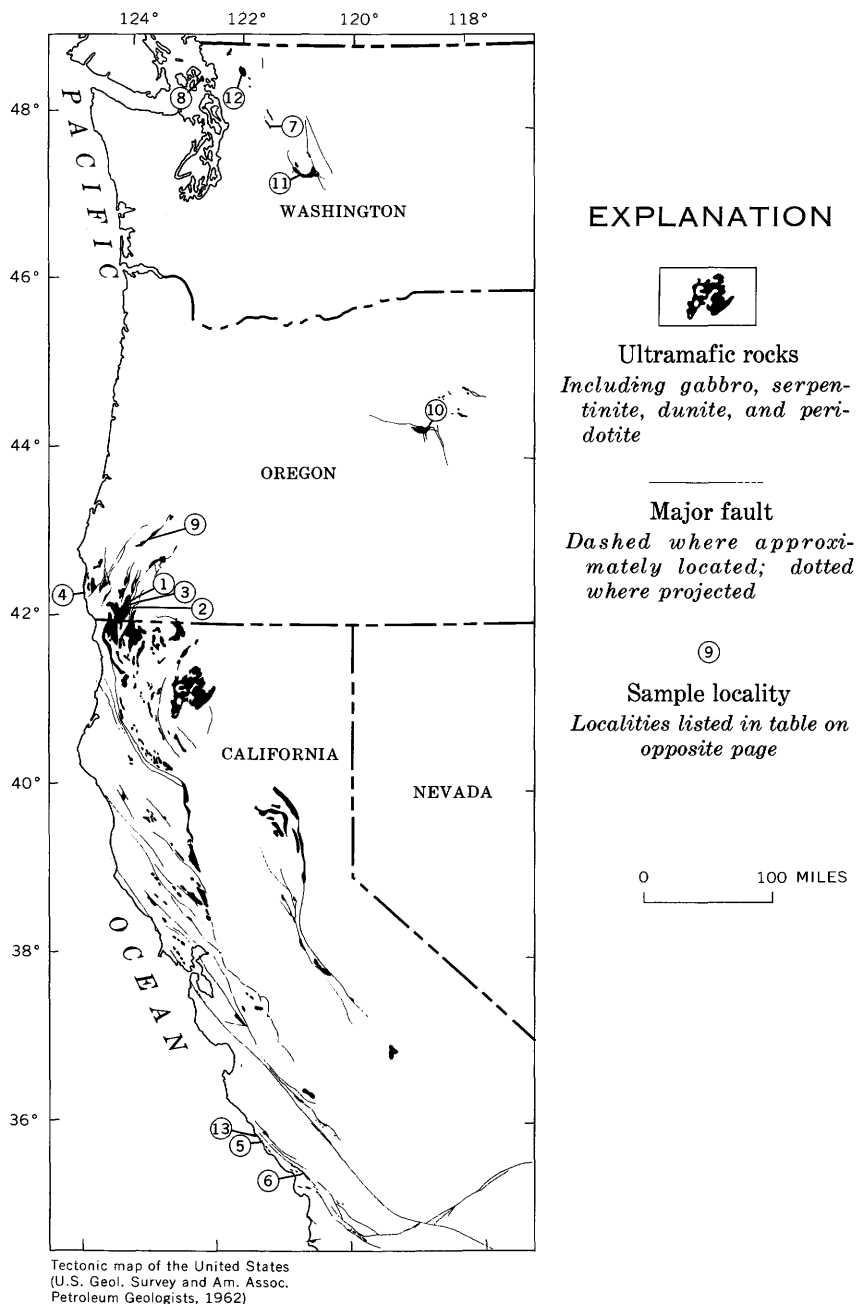 124° 122° 120° 118°
48°
46°
44°
42°
40°
38°
36°
PACIFIC
OCEAN
8
12
7
11
WASHINGTON
10
OREGON
9
4
1
3
2
CALIFORNIA
NEVADA
13
5
6
Tectonic map of the United States
(U.S. Geol. Survey and Am. Assoc.
Petroleum Geologists, 1962)
EXPLANATION
Ultramafic rocks
Including gabbro, serpen-
tinite, dunite, and peri-
dotite
Major fault
Dashed where approxi-
mately located; dotted
where projected
9
Sample locality
Localities listed in table on
opposite page
0 100 MILES